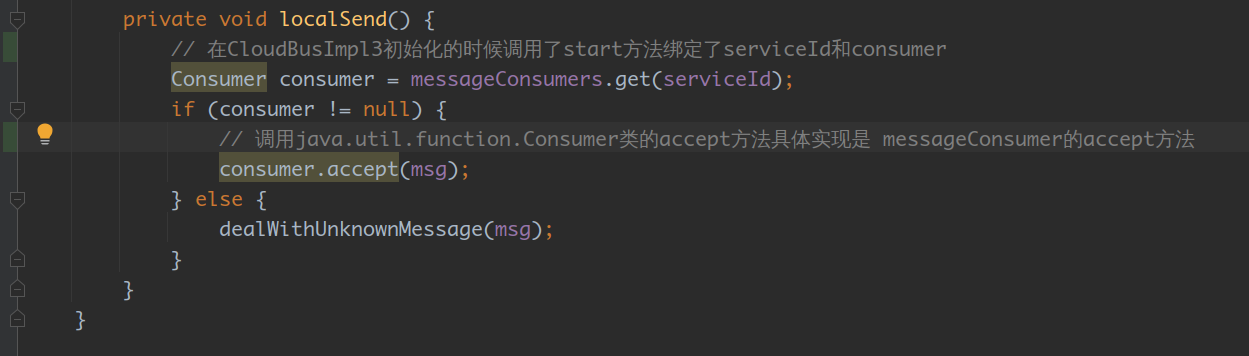 private void localSend() {
// 在CloudBusImpl3初始化的时候调用了start方法绑定了serviceId和consumer
Consumer consumer = messageConsumers.get(serviceId);
if (consumer != null) {
// 调用java.util.function.Consumer类的accept方法具体实现是 messageConsumer的accept方法
consumer.accept(msg);
} else {
dealWithUnknownMessage(msg);
}
}
}